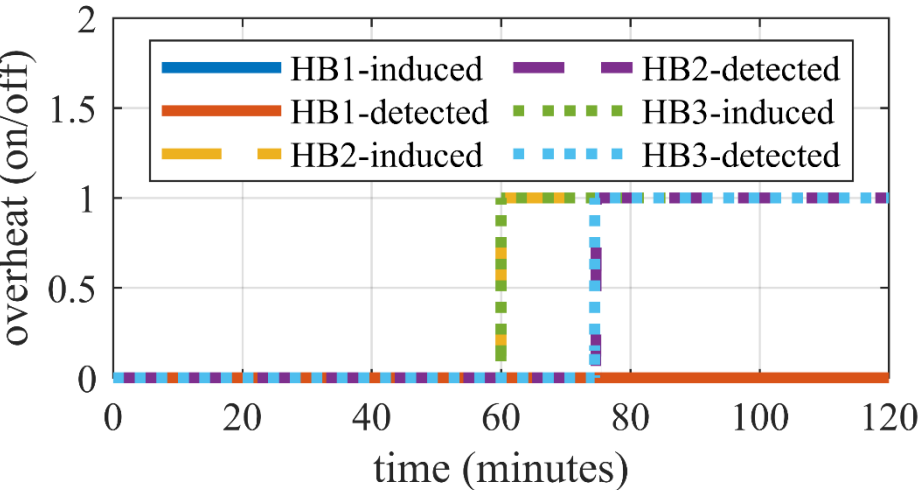 overheat (on/off)
2
1.5
1
0.5
0
HB1-induced
HB1-detected
HB2-induced
HB2-detected
HB3-induced
HB3-detected
0 20 40 60 80 100 120
time (minutes)